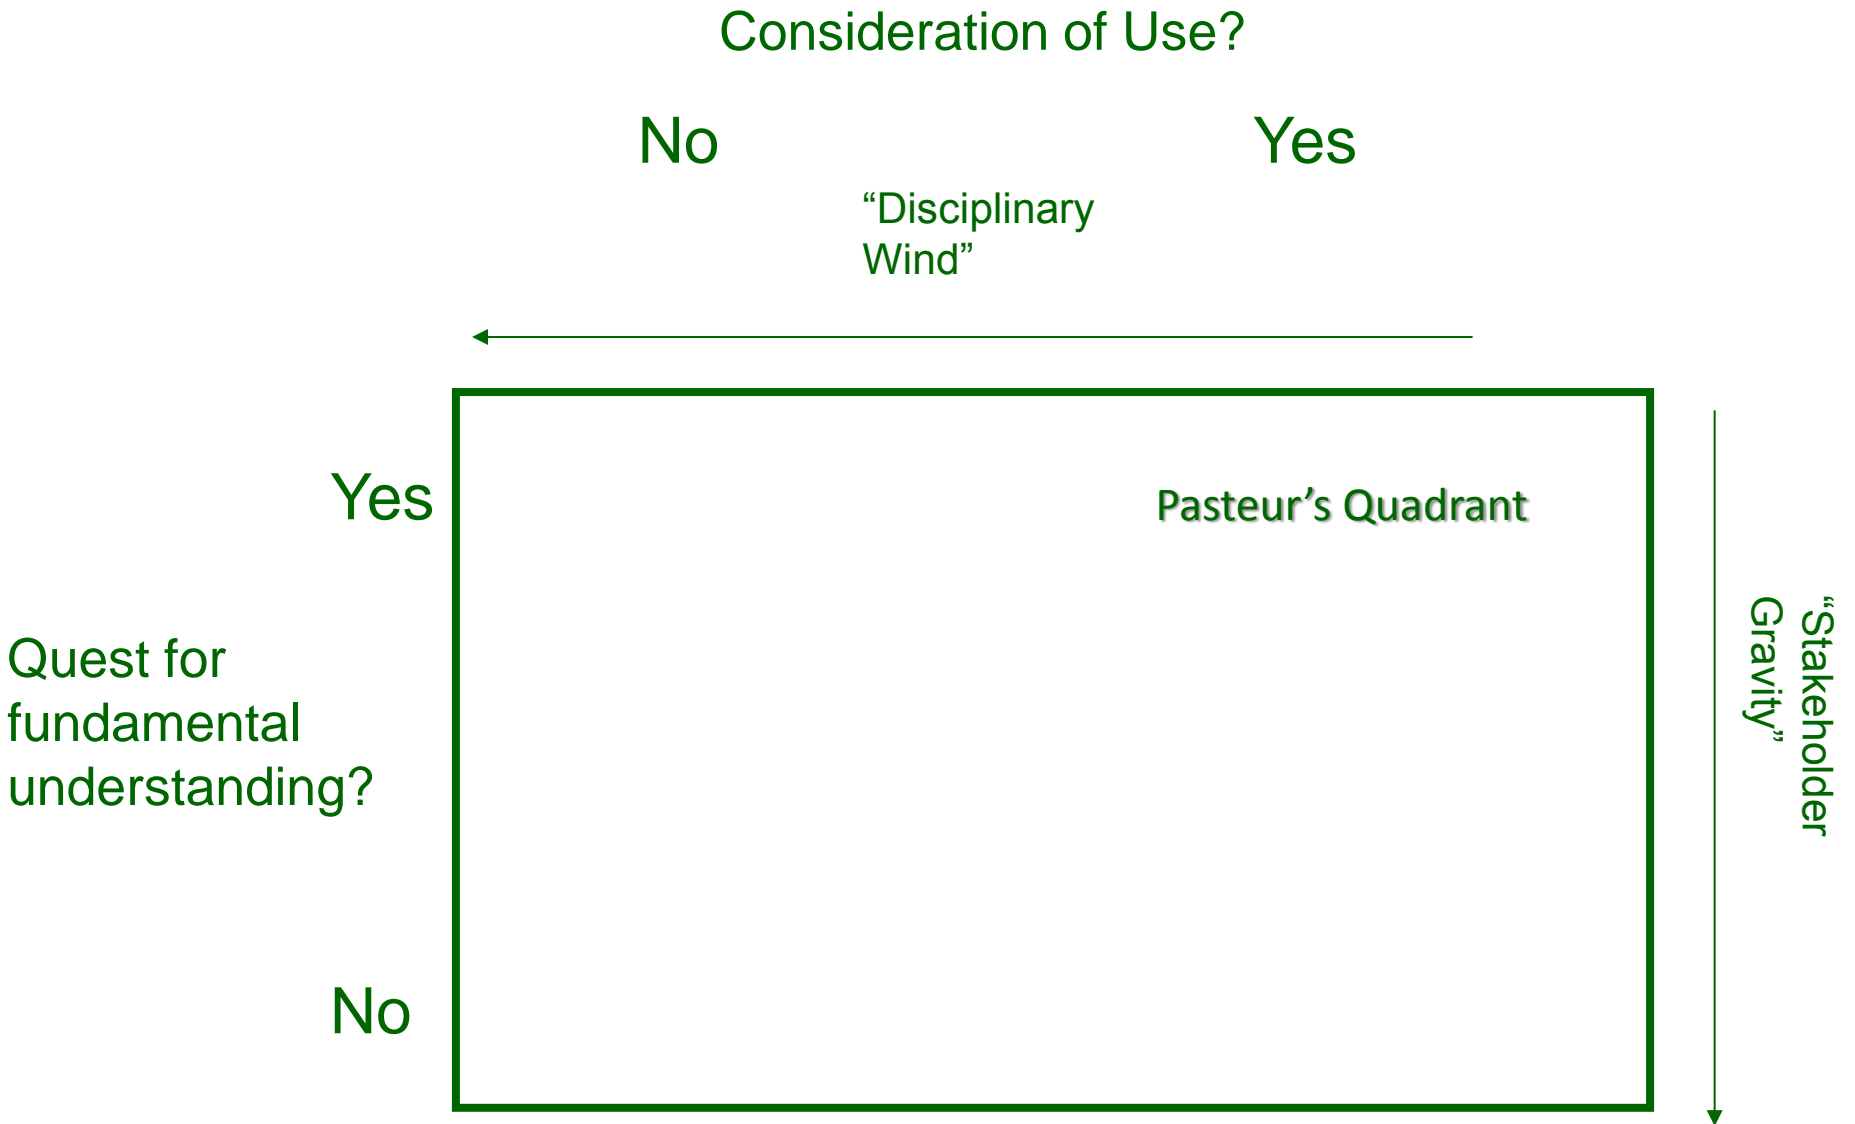 Consideration of Use?
No
Yes
“Disciplinary
Wind”
Yes
Pasteur’s Quadrant
Quest for
fundamental
understanding?
No
“Stakeholder
Gravity”